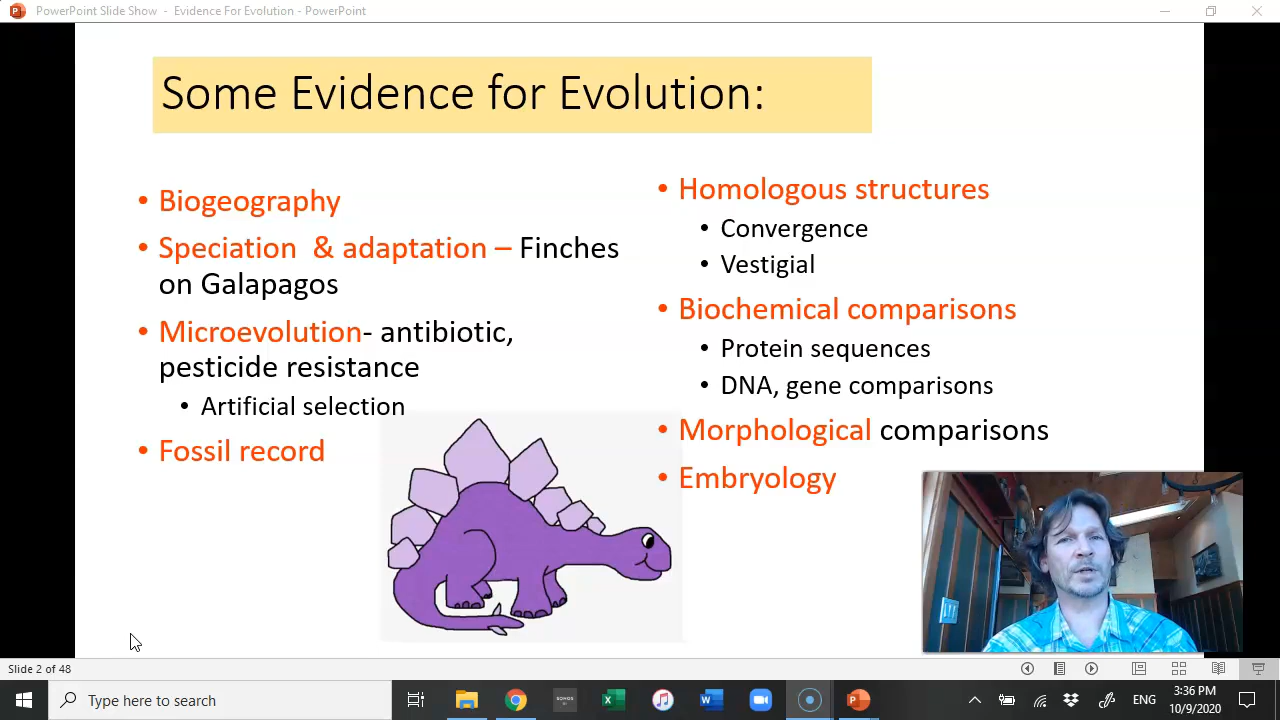 PowerPoint Slide Show - Evidence For Evolution - PowerPoint
Some Evidence for Evolution:
• Biogeography
• Speciation & adaptation – Finches
on Galapagos
• Microevolution- antibiotic,
pesticide resistance
• Artificial selection
• Fossil record
• Homologous structures
• Convergence
• Vestigial
• Biochemical comparisons
• Protein sequences
• DNA, gene comparisons
• Morphological comparisons
• Embryology
Slide 2 of 48
Type here to search
SONOS
ENG
3:36 PM
10/9/2020